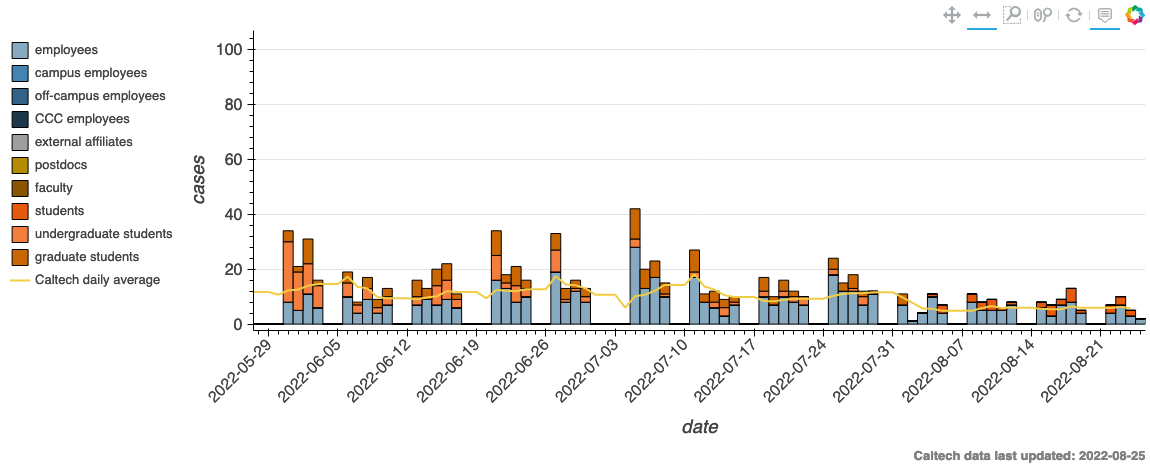 employees
campus employees
off-campus employees
CCC employees
external affiliates
postdocs
faculty
students
undergraduate students
graduate students
Caltech daily average
cases
100
80
60
40
20
0
2022-05-29
2022-06-05
2022-06-12
2022-06-19
2022-06-26
2022-07-03
2022-07-10
2022-07-17
2022-07-24
2022-07-31
2022-08-07
2022-08-14
2022-08-21
date
Caltech data last updated: 2022-08-25